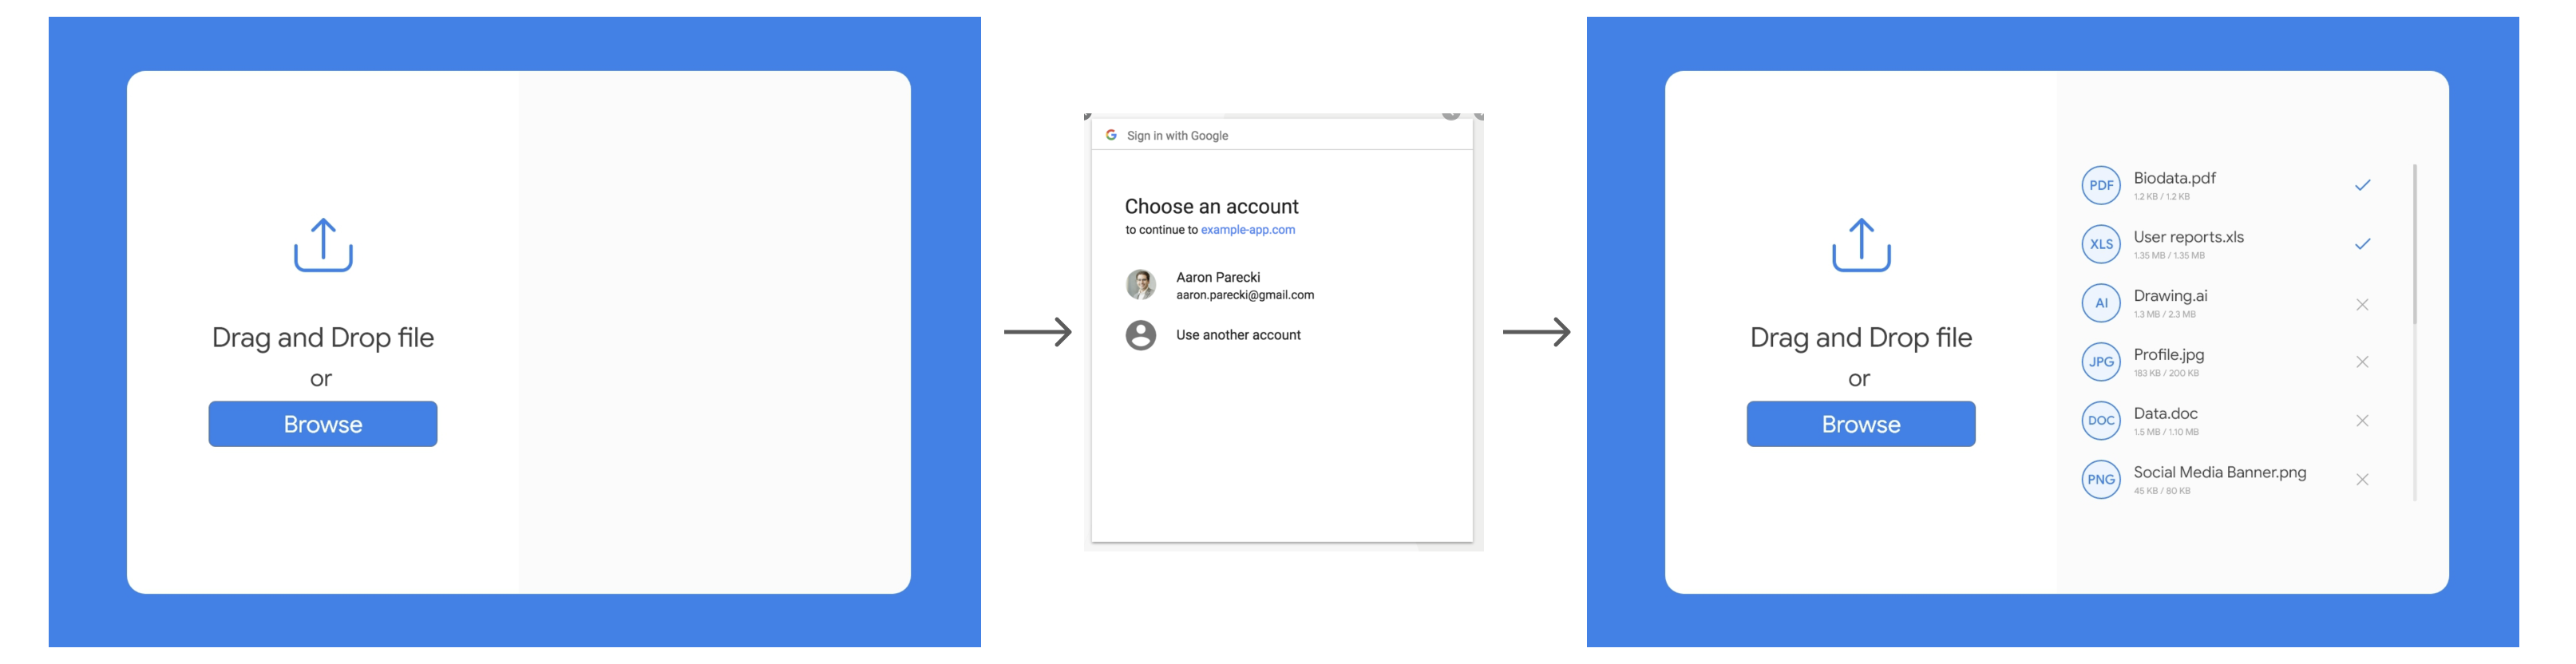 Drag and Drop file
or
Browse
Sign in with Google
Choose an account
to continue to example-app.com
Aaron Parecki
aaron.parecki@gmail.com
Use another account
Drag and Drop file
or
Browse
PDF
Biodata.pdf
1.2 KB / 1.2 KB
XLS
User reports.xls
1.35 MB / 1.35 MB
AI
Drawing.ai
1.3 MB / 2.3 MB
JPG
Profile.jpg
183 KB / 200 KB
DOC
Data.doc
1.5 MB / 1.10 MB
PNG
Social Media Banner.png
45 KB / 80 KB